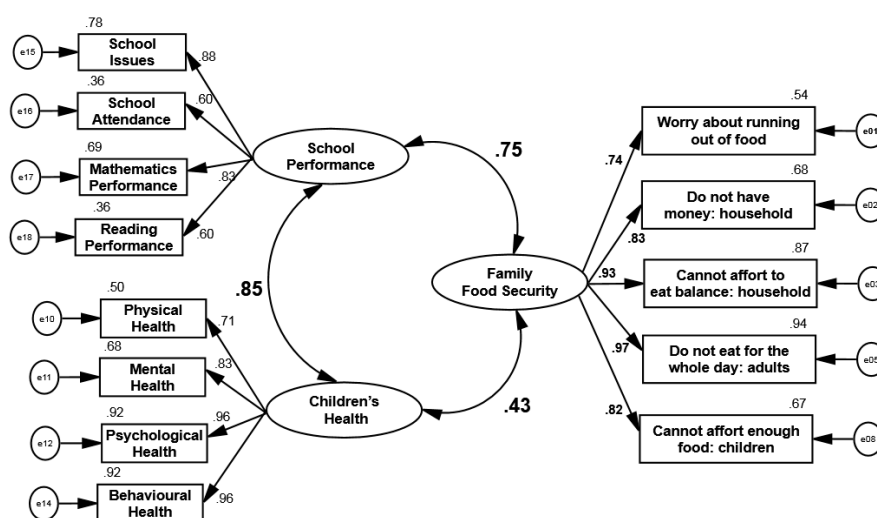 .78
e15
School
Issues
.88
.36
e16
School
Attendance
.60
.69
e17
Mathematics
Performance
.83
.36
e18
Reading
Performance
.60
School
Performance
.75
.85
.50
e10
Physical
Health
.71
.68
e11
Mental
Health
.83
.92
e12
Psychological
Health
.96
.92
e14
Behavioural
Health
.96
Children's
Health
.43
Family
Food Security
.54
Worry about running
out of food
e01
.74
.68
Do not have
money: household
e02
.83
.87
Cannot affort to
eat balance: household
e03
.93
.94
Do not eat for the
whole day: adults
e05
.97
.67
Cannot affort enough
food: children
e08
.82